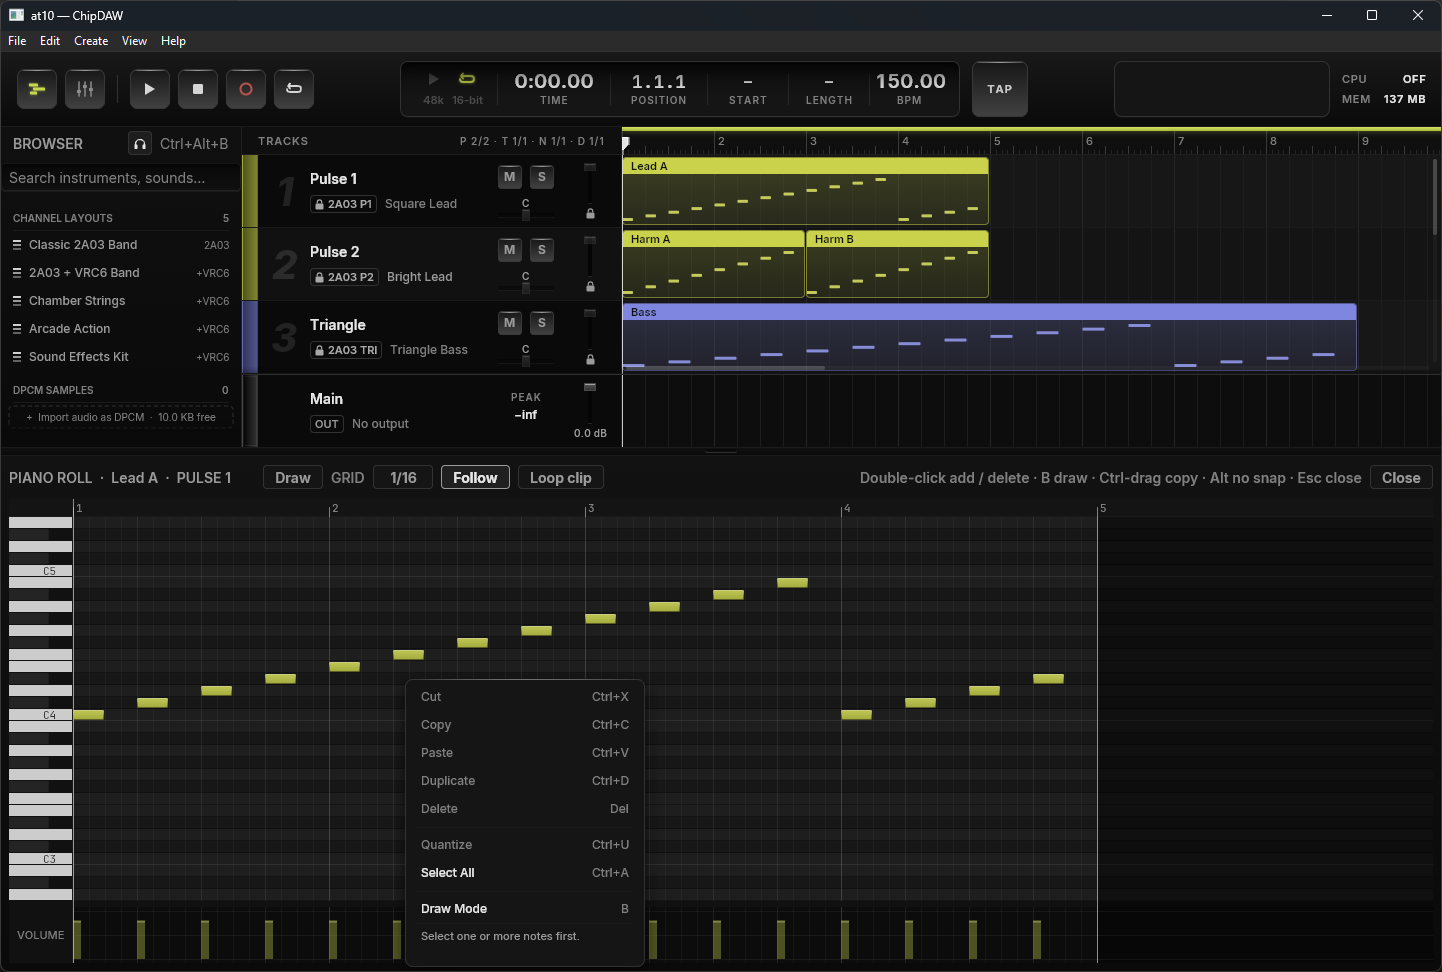 at10 — ChipDAW
File Edit Create View Help
48k 16-bit
0:00.00 TIME
1.1.1 POSITION
– START
– LENGTH
150.00 BPM
TAP
CPU OFF
MEM 137 MB
BROWSER Ctrl+Alt+B
Search instruments, sounds...
CHANNEL LAYOUTS 5
Classic 2A03 Band 2A03
2A03 + VRC6 Band +VRC6
Chamber Strings +VRC6
Arcade Action +VRC6
Sound Effects Kit +VRC6
DPCM SAMPLES 0
+ Import audio as DPCM · 10.0 KB free
TRACKS P 2/2 · T 1/1 · N 1/1 · D 1/1
1 Pulse 1 M S
2A03 P1 Square Lead C
2 Pulse 2 M S
2A03 P2 Bright Lead C
3 Triangle M S
2A03 TRI Triangle Bass C
Main PEAK
OUT No output –inf
0.0 dB
2 3 4 5 6 7 8 9
Lead A
Harm A Harm B
Bass
PIANO ROLL · Lead A · PULSE 1 Draw GRID 1/16 Follow Loop clip Double-click add / delete · B draw · Ctrl-drag copy · Alt no snap · Esc close Close
1 2 3 4 5
C5
C4
C3
Cut Ctrl+X
Copy Ctrl+C
Paste Ctrl+V
Duplicate Ctrl+D
Delete Del
Quantize Ctrl+U
Select All Ctrl+A
Draw Mode B
Select one or more notes first.
VOLUME